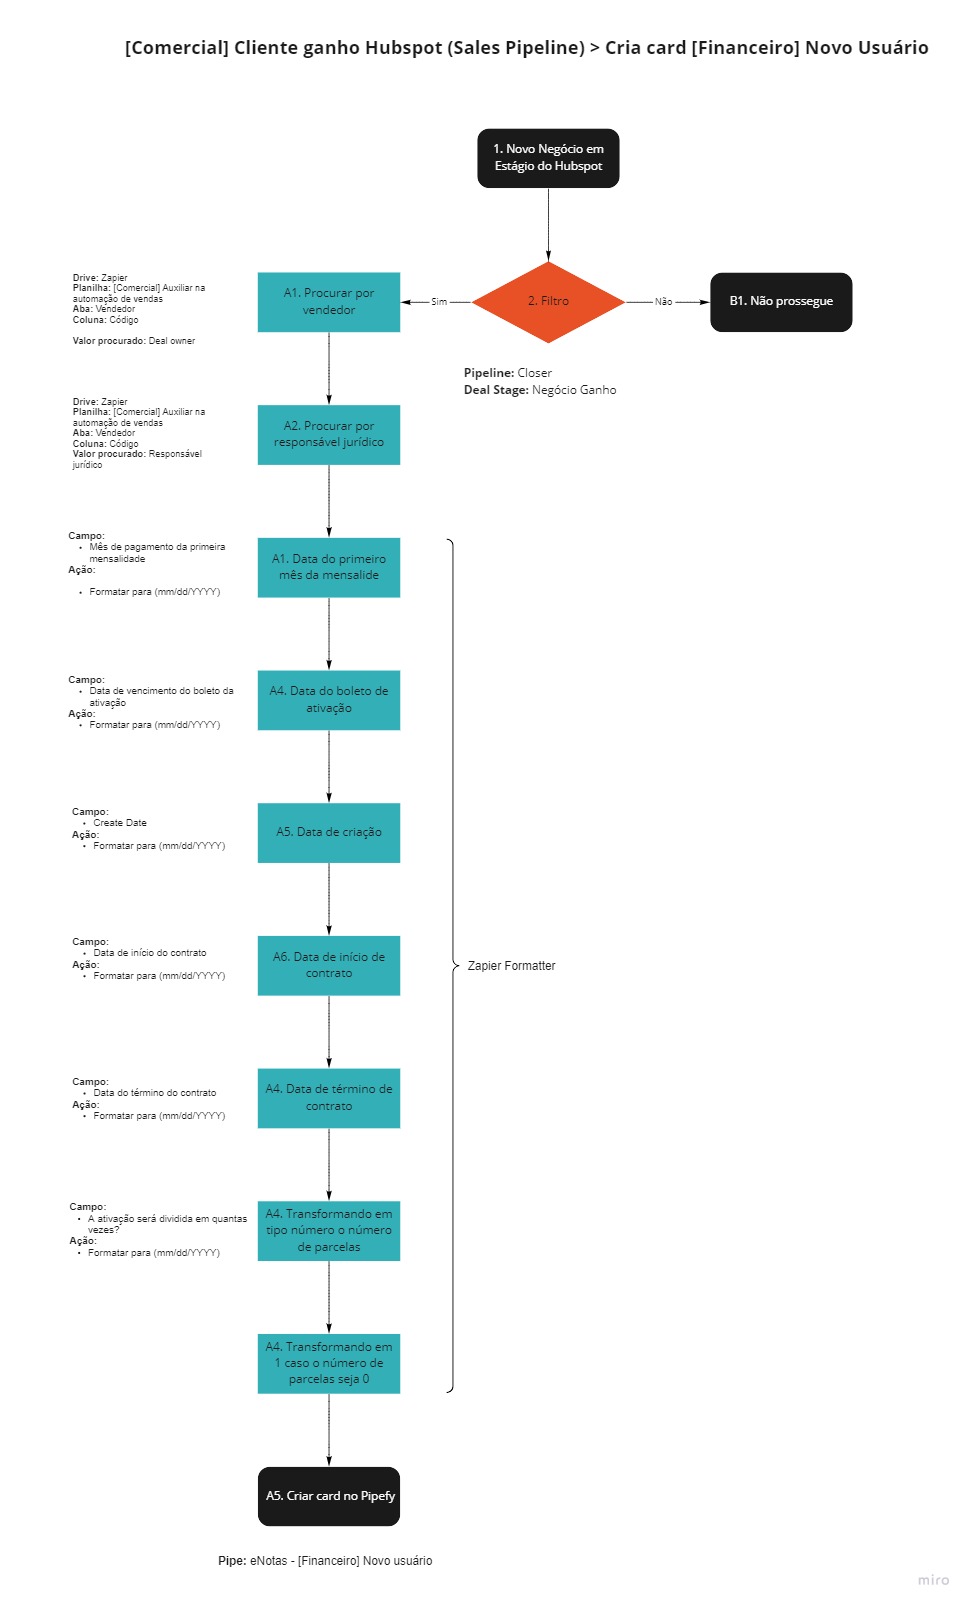 [Comercial] Cliente ganho Hubspot (Sales Pipeline) > Cria card [Financeiro] Novo Usuário
1. Novo Negócio em
Estágio do Hubspot
Drive: Zapier
Planilha: [Comercial] Auxiliar na
automação de vendas
Aba: Vendedor
Coluna: Código
Valor procurado: Deal owner
A1. Procurar por
vendedor
Sim
2. Filtro
Não
B1. Não prossegue
Pipeline: Closer
Deal Stage: Negócio Ganho
Drive: Zapier
Planilha: [Comercial] Auxiliar na
automação de vendas
Aba: Vendedor
Coluna: Código
Valor procurado: Responsável
jurídico
A2. Procurar por
responsável jurídico
Campo:
• Mês de pagamento da primeira
mensalidade
Ação:
• Formatar para (mm/dd/YYYY)
A1. Data do primeiro
mês da mensalide
Campo:
• Data de vencimento do boleto da
ativação
Ação:
• Formatar para (mm/dd/YYYY)
A4. Data do boleto de
ativação
Campo:
• Create Date
Ação:
• Formatar para (mm/dd/YYYY)
A5. Data de criação
Campo:
• Data de início do contrato
Ação:
• Formatar para (mm/dd/YYYY)
A6. Data de início de
contrato
Zapier Formatter
Campo:
• Data do término do contrato
Ação:
• Formatar para (mm/dd/YYYY)
A4. Data de término de
contrato
Campo:
• A ativação será dividida em quantas
vezes?
Ação:
• Formatar para (mm/dd/YYYY)
A4. Transformando em
tipo número o número
de parcelas
A4. Transformando em
1 caso o número de
parcelas seja 0
A5. Criar card no Pipefy
Pipe: eNotas - [Financeiro] Novo usuário
miro